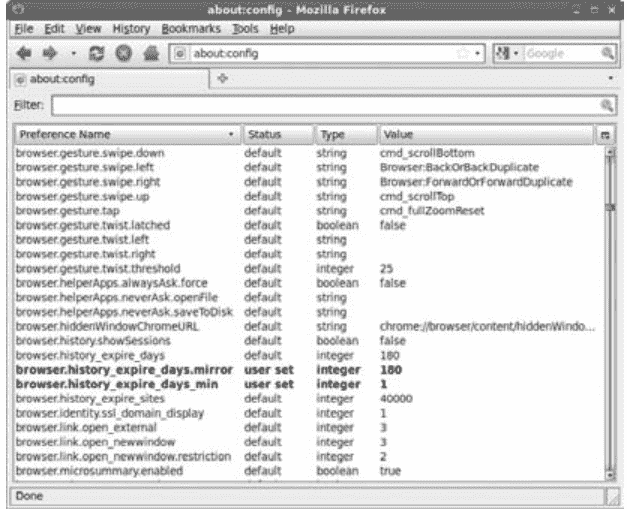 about:config - Mozilla Firefox
File Edit View History Bookmarks Tools Help
about:config Google
about:config
Filter:
Preference Name Status Type Value
browser.gesture.swipe.down default string cmd_scrollBottom
browser.gesture.swipe.left default string Browser:BackOrBackDuplicate
browser.gesture.swipe.right default string Browser:ForwardOrForwardDuplicate
browser.gesture.swipe.up default string cmd_scrollTop
browser.gesture.tap default string cmd_fullZoomReset
browser.gesture.twist.latched default boolean false
browser.gesture.twist.left default string
browser.gesture.twist.right default string
browser.gesture.twist.threshold default integer 25
browser.helperApps.alwaysAsk.force default boolean false
browser.helperApps.neverAsk.openFile default string
browser.helperApps.neverAsk.saveToDisk default string
browser.hiddenWindowChromeURL default string chrome://browser/content/hiddenWindo...
browser.history.showSessions default boolean false
browser.history_expire_days default integer 180
browser.history_expire_days.mirror user set integer 180
browser.history_expire_days_min user set integer 1
browser.history_expire_sites default integer 40000
browser.identity.ssl_domain_display default integer 1
browser.link.open_external default integer 3
browser.link.open_newwindow default integer 3
browser.link.open_newwindow.restriction default integer 2
browser.microsummary.enabled default boolean true
Done